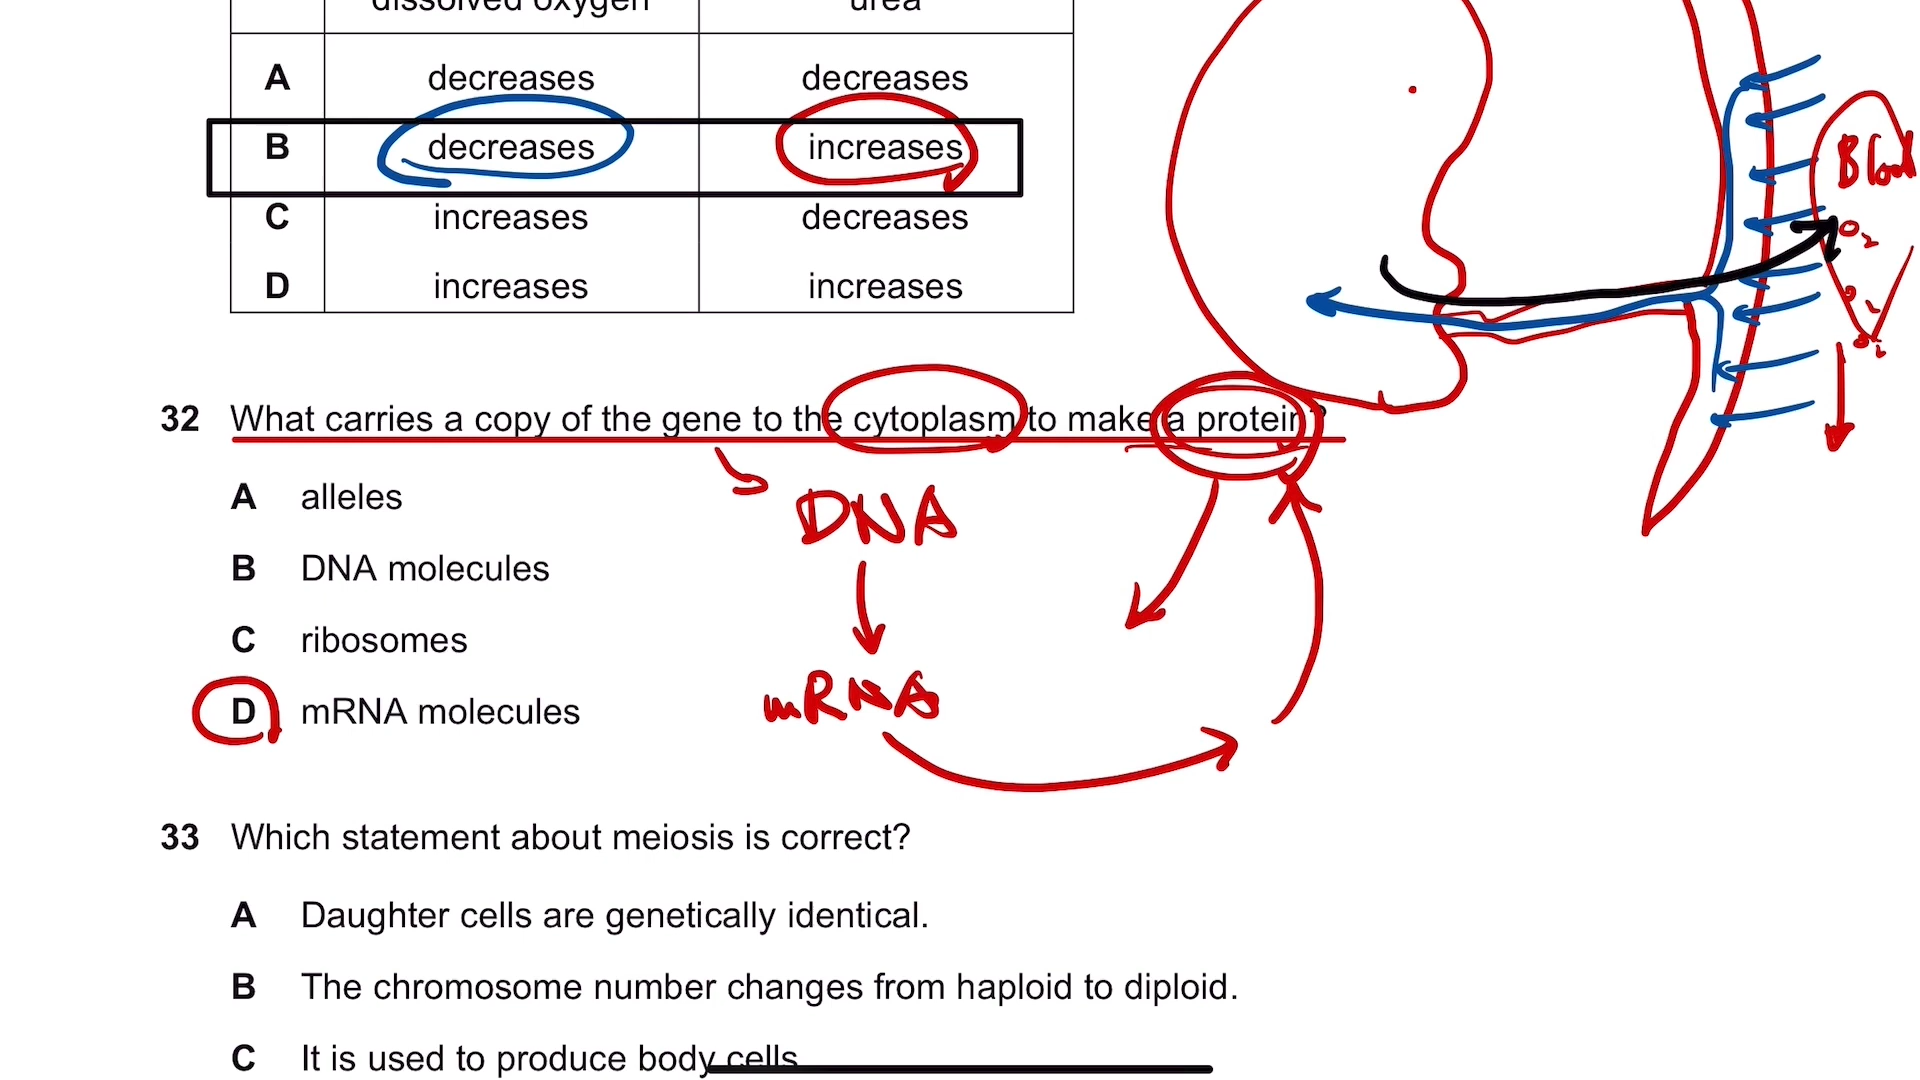 dissolved oxygen urea
A decreases decreases
B decreases increases
C increases decreases
D increases increases
Blood
O2
O2
O2
32 What carries a copy of the gene to the cytoplasm to make a protein?
A alleles
DNA
B DNA molecules
C ribosomes
D mRNA molecules
mRNA
33 Which statement about meiosis is correct?
A Daughter cells are genetically identical.
B The chromosome number changes from haploid to diploid.
C It is used to produce body cells